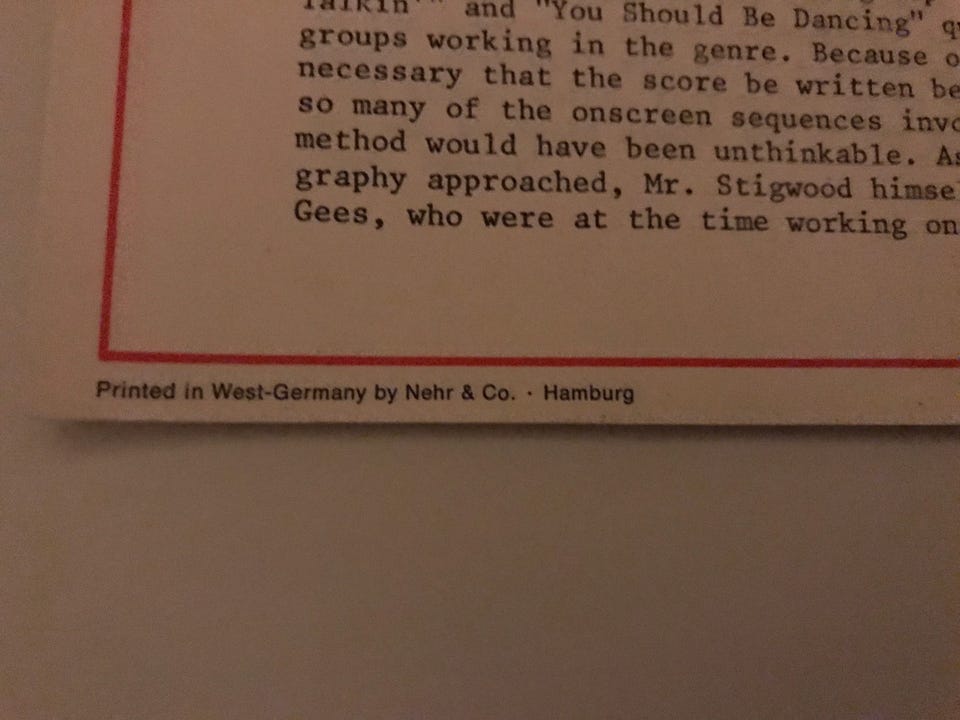 Talkin'" and "You Should Be Dancing"
groups working in the genre. Because
necessary that the score be written
so many of the onscreen sequences
method would have been unthinkable.
graphy approached, Mr. Stigwood
Gees, who were at the time working on
Printed in West-Germany by Nehr & Co. · Hamburg